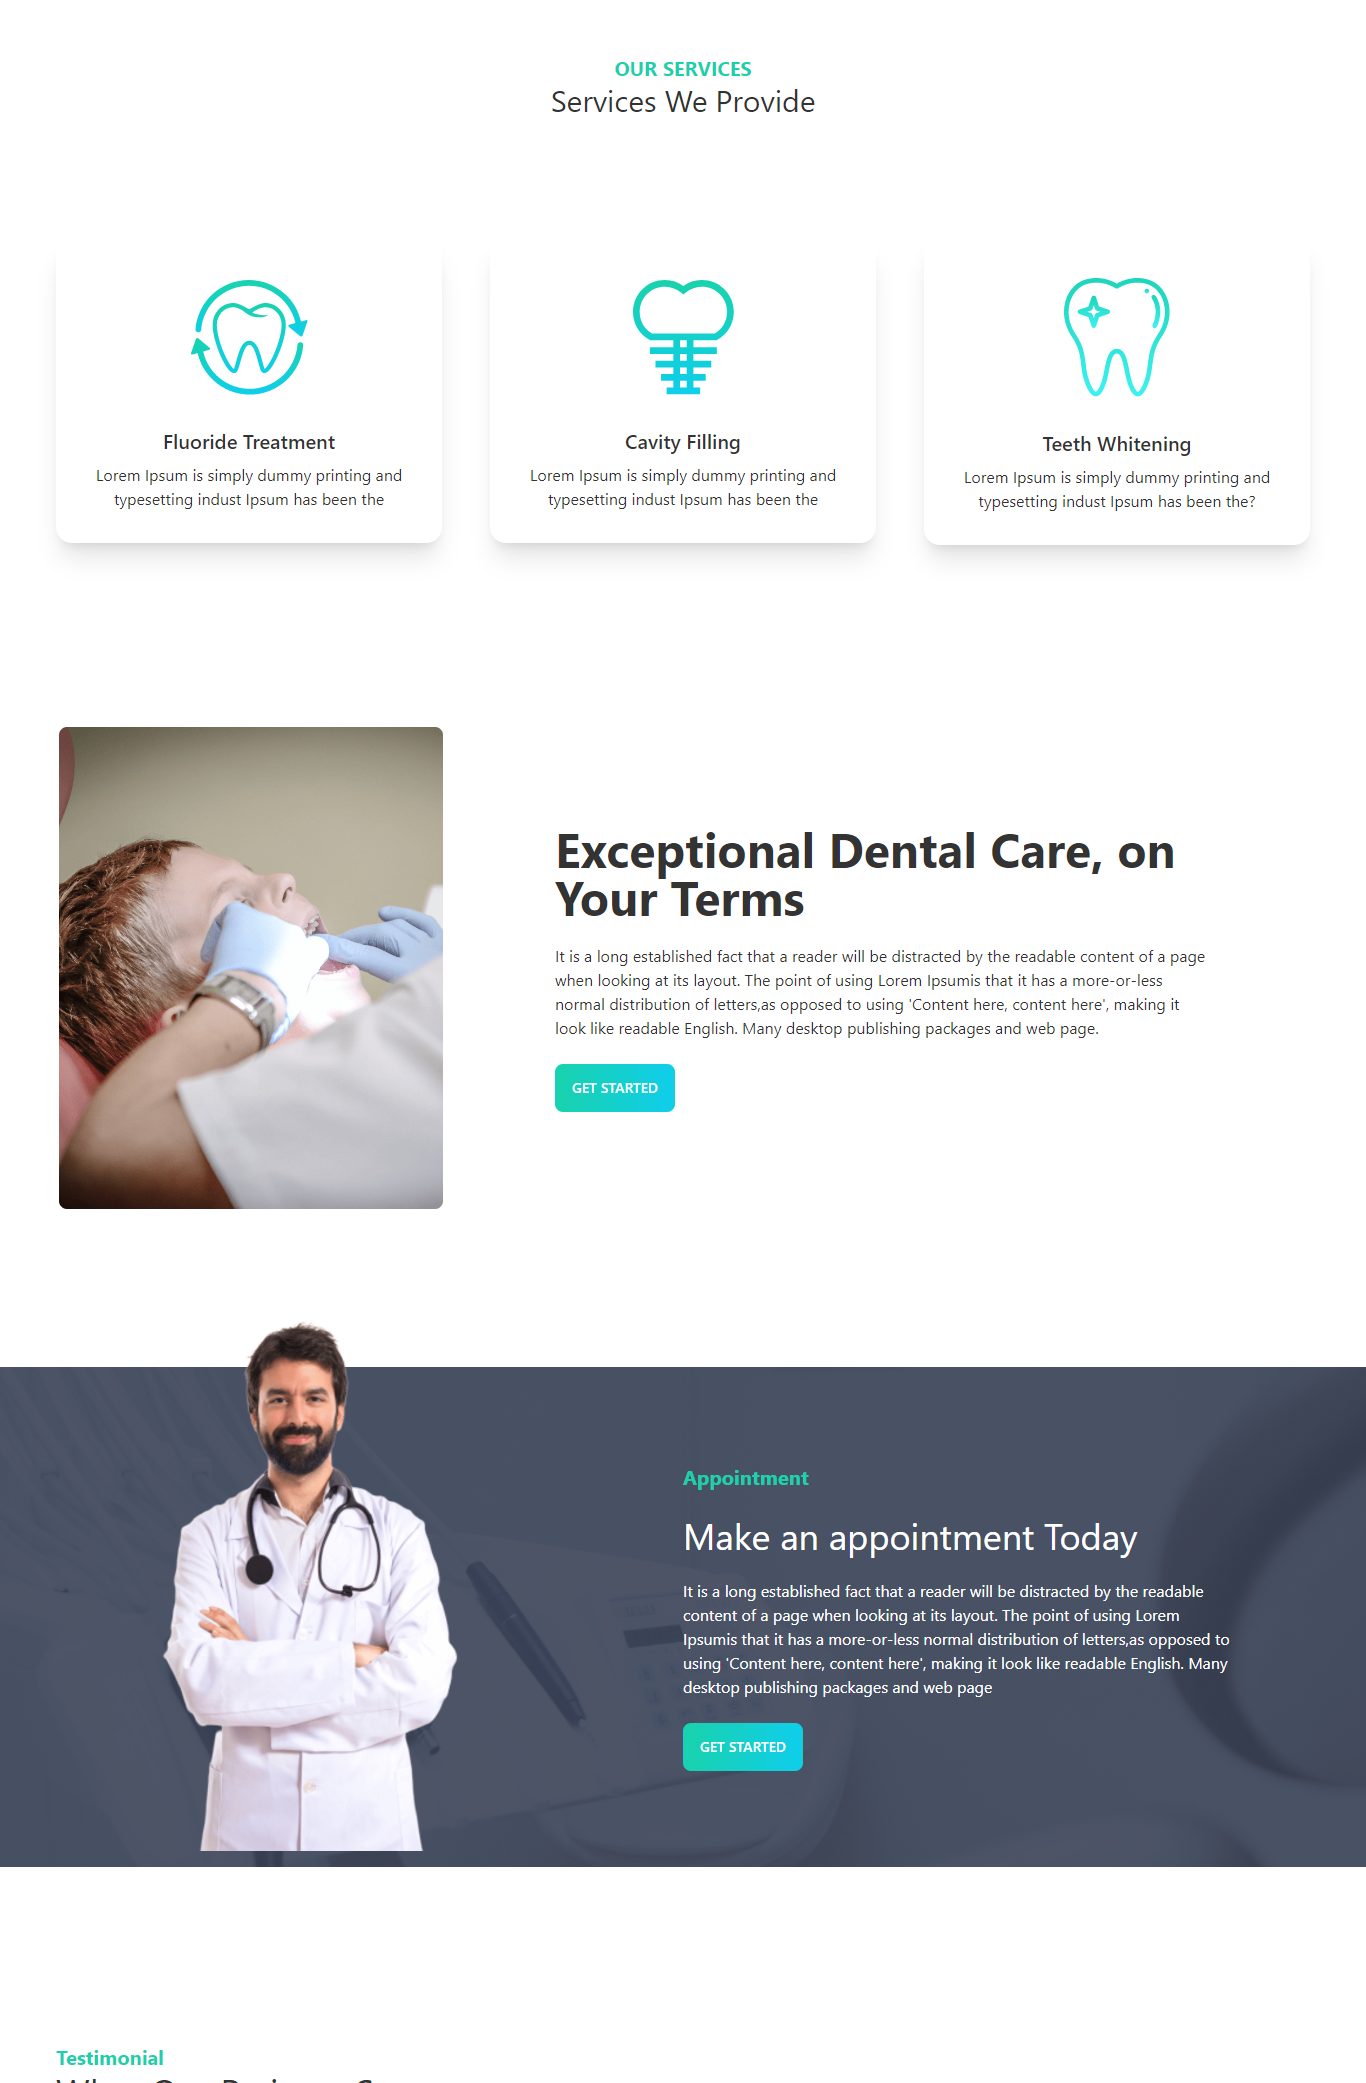 OUR SERVICES
Services We Provide
Fluoride Treatment
Lorem Ipsum is simply dummy printing and
typesetting indust Ipsum has been the
Cavity Filling
Lorem Ipsum is simply dummy printing and
typesetting indust Ipsum has been the
Teeth Whitening
Lorem Ipsum is simply dummy printing and
typesetting indust Ipsum has been the?
Exceptional Dental Care, on
Your Terms
It is a long established fact that a reader will be distracted by the readable content of a page
when looking at its layout. The point of using Lorem Ipsumis that it has a more-or-less
normal distribution of letters,as opposed to using 'Content here, content here', making it
look like readable English. Many desktop publishing packages and web page.
GET STARTED
Appointment
Make an appointment Today
It is a long established fact that a reader will be distracted by the readable
content of a page when looking at its layout. The point of using Lorem
Ipsumis that it has a more-or-less normal distribution of letters,as opposed to
using 'Content here, content here', making it look like readable English. Many
desktop publishing packages and web page
GET STARTED
Testimonial